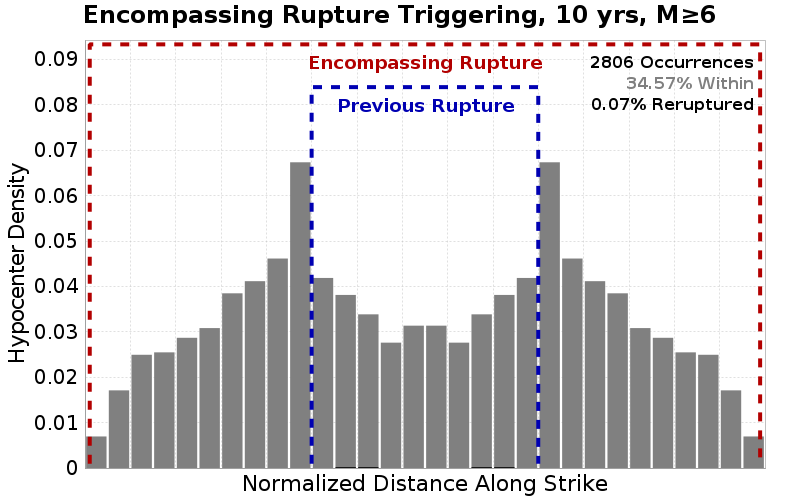 Encompassing Rupture Triggering, 10 yrs, M≥6
Encompassing Rupture
Previous Rupture
2806 Occurrences
34.57% Within
0.07% Reruptured
Hypocenter Density
0.09
0.08
0.07
0.06
0.05
0.04
0.03
0.02
0.01
0
Normalized Distance Along Strike